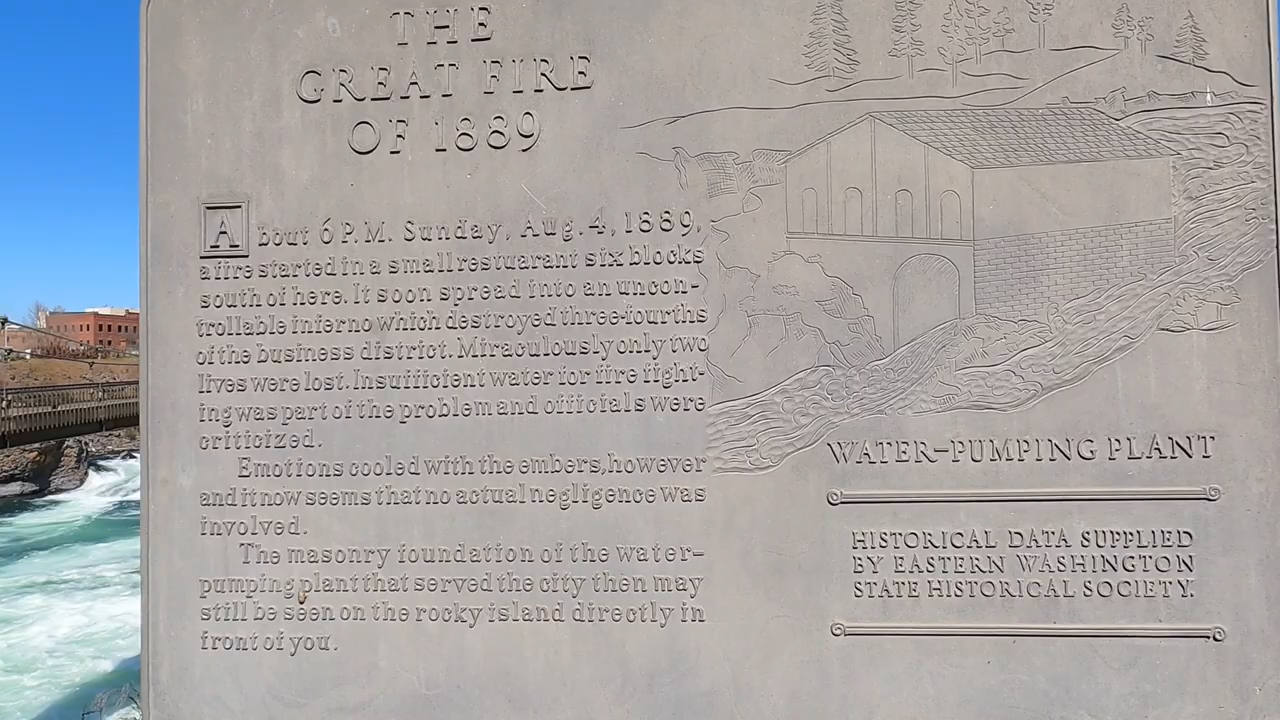 THE
GREAT FIRE
OF 1889
About 6 P.M. Sunday, Aug. 4, 1889,
a fire started in a small restuarant six blocks
south of here. It soon spread into an uncon-
trollable inferno which destroyed three-fourths
of the business district. Miraculously only two
lives were lost. Insufficient water for fire fight-
ing was part of the problem and officials were
criticized.
Emotions cooled with the embers, however
and it now seems that no actual negligence was
involved.
The masonry foundation of the water-
pumping plant that served the city then may
still be seen on the rocky island directly in
front of you.
WATER-PUMPING PLANT
HISTORICAL DATA SUPPLIED
BY EASTERN WASHINGTON
STATE HISTORICAL SOCIETY.